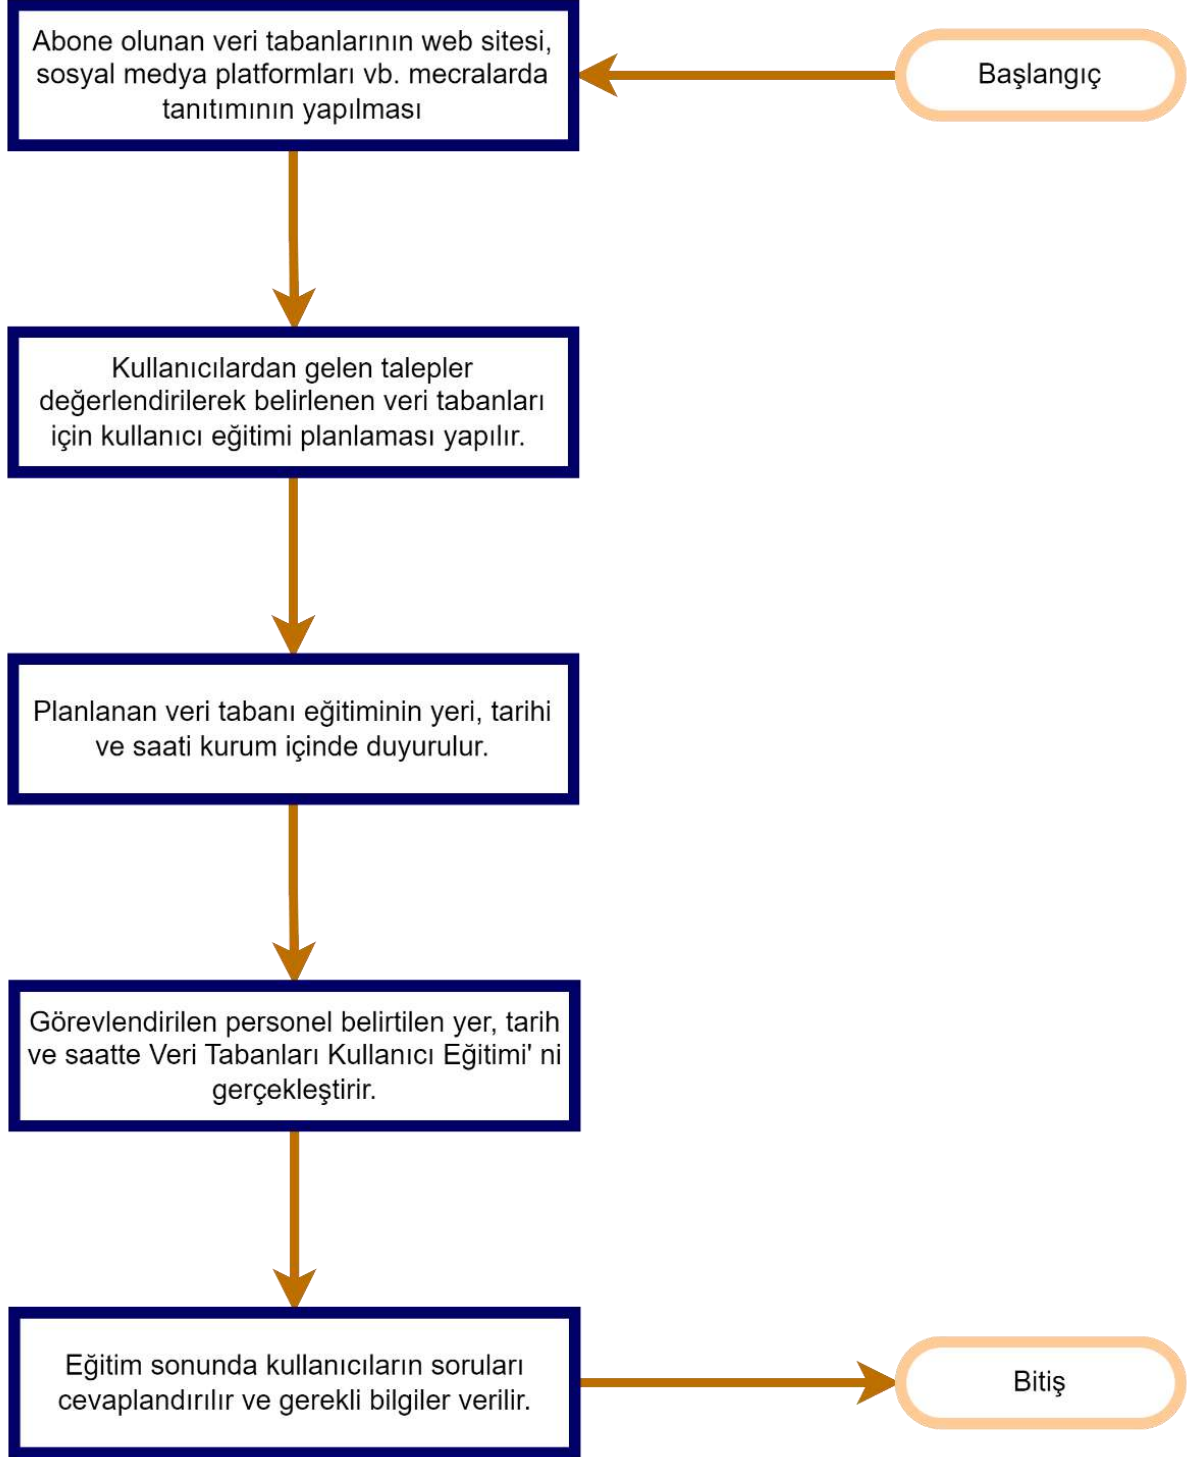 Başlangıç
Abone olunan veri tabanlarının web sitesi,
sosyal medya platformları vb. mecralarda
tanıtımının yapılması
Kullanıcılardan gelen talepler
değerlendirilerek belirlenen veri tabanları
için kullanıcı eğitimi planlaması yapılır.
Planlanan veri tabanı eğitiminin yeri, tarihi
ve saati kurum içinde duyurulur.
Görevlendirilen personel belirtilen yer, tarih
ve saatte Veri Tabanları Kullanıcı Eğitimi' ni
gerçekleştirir.
Eğitim sonunda kullanıcıların soruları
cevaplandırılır ve gerekli bilgiler verilir.
Bitiş